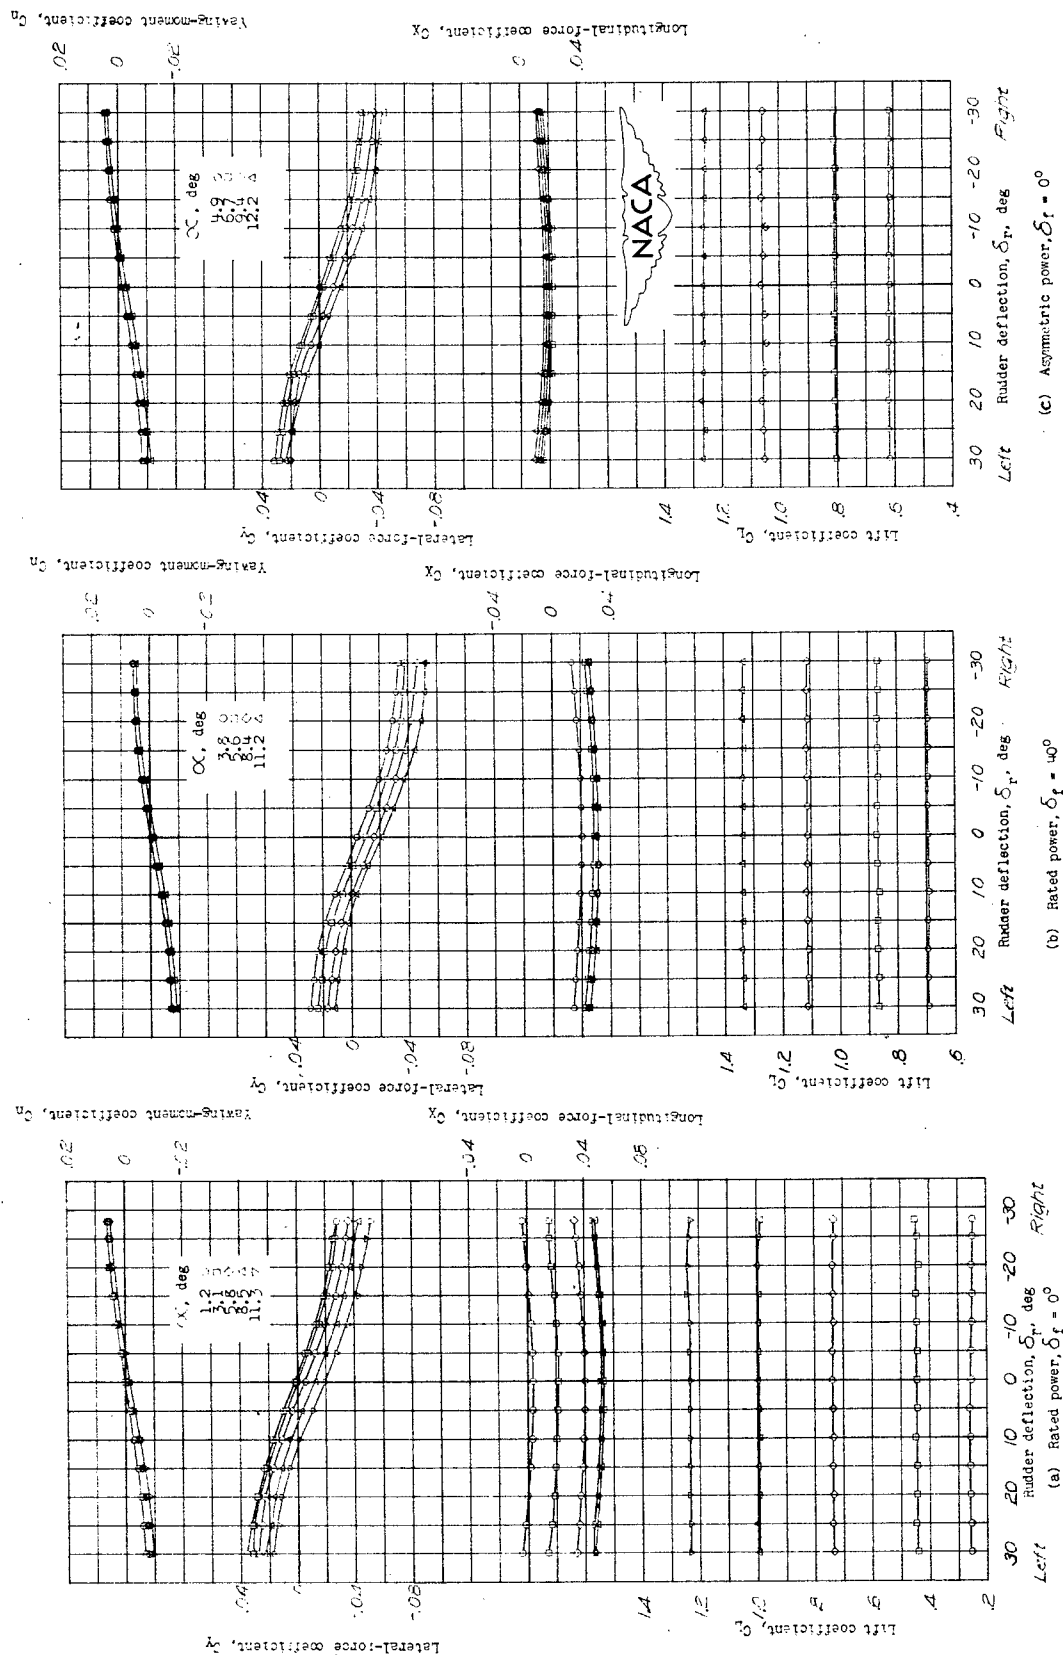 Yawing-moment coefficient, Cn
.02
0
-.02
α, deg
1.2
3.1
5.8
8.5
11.3
Lateral-force coefficient, CY
.04
0
-.04
-.08
Longitudinal-force coefficient, CX
-.04
0
.04
.08
Lift coefficient, CL
1.4
1.2
1.0
.8
.6
.4
.2
30 20 10 0 -10 -20 -30
Left Rudder deflection, δr, deg Right
(a) Rated power, δf = 0°
Yawing-moment coefficient, Cn
.02
0
-.02
α, deg
3.8
5.6
8.4
11.2
Lateral-force coefficient, CY
.04
0
-.04
-.08
Longitudinal-force coefficient, CX
-.04
0
.04
Lift coefficient, CL
1.4
1.2
1.0
.8
.6
30 20 10 0 -10 -20 -30
Left Rudder deflection, δr, deg Right
(b) Rated power, δf = 40°
Yawing-moment coefficient, Cn
.02
0
-.02
α, deg
4.9
6.7
9.4
12.2
Lateral-force coefficient, CY
.04
0
-.04
-.08
Longitudinal-force coefficient, CX
0
.04
NACA
Lift coefficient, CL
1.4
1.2
1.0
.8
.6
.4
30 20 10 0 -10 -20 -30
Left Rudder deflection, δr, deg Right
(c) Asymmetric power, δf = 0°